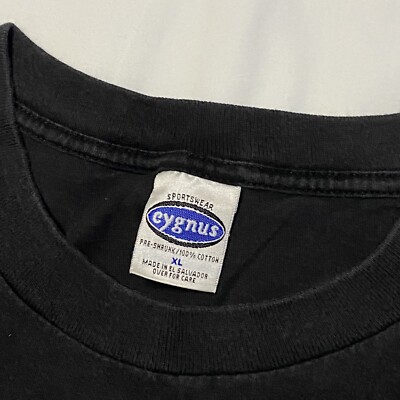 SPORTSWEAR
cygnus
PRE-SHRUNK/100% COTTON
XL
MADE IN EL SALVADOR
OVER FOR CARE